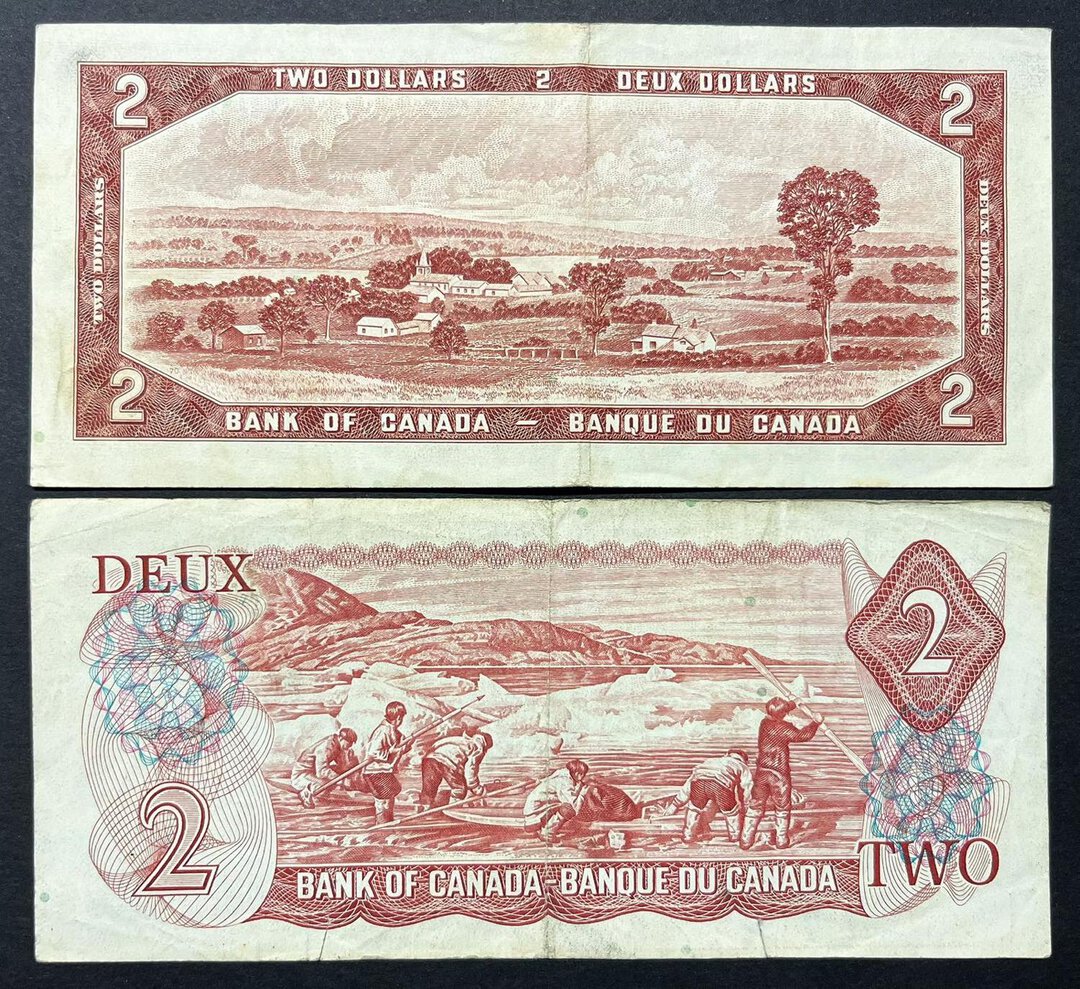 2 TWO DOLLARS 2 DEUX DOLLARS 2
TWO DOLLARS
DEUX DOLLARS
2 BANK OF CANADA — BANQUE DU CANADA 2
DEUX
2
2
BANK OF CANADA-BANQUE DU CANADA
TWO